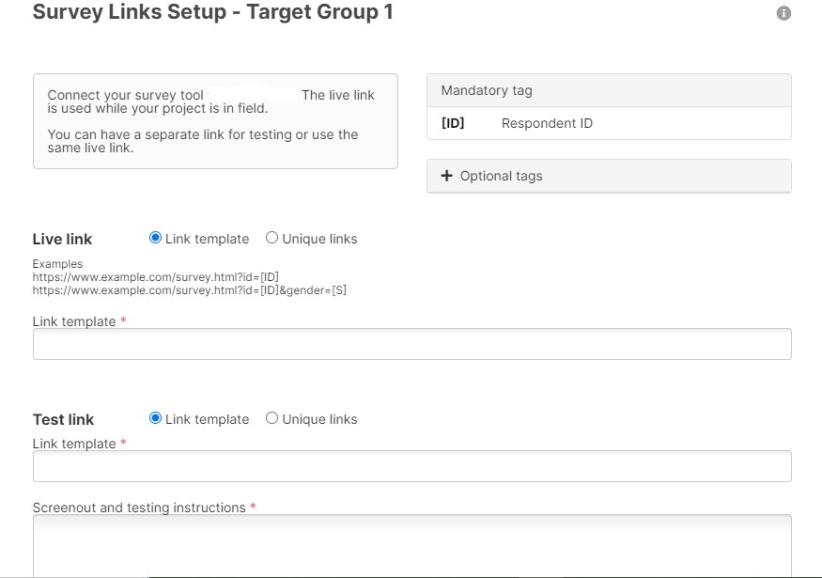 Survey Links Setup - Target Group 1
Connect your survey tool The live link
is used while your project is in field.
You can have a separate link for testing or use the
same live link.
Mandatory tag
[ID] Respondent ID
+ Optional tags
Live link Link template Unique links
Examples
https://www.example.com/survey.html?id=[ID]
https://www.example.com/survey.html?id=[ID]&gender=[S]
Link template *
Test link Link template Unique links
Link template *
Screenout and testing instructions *